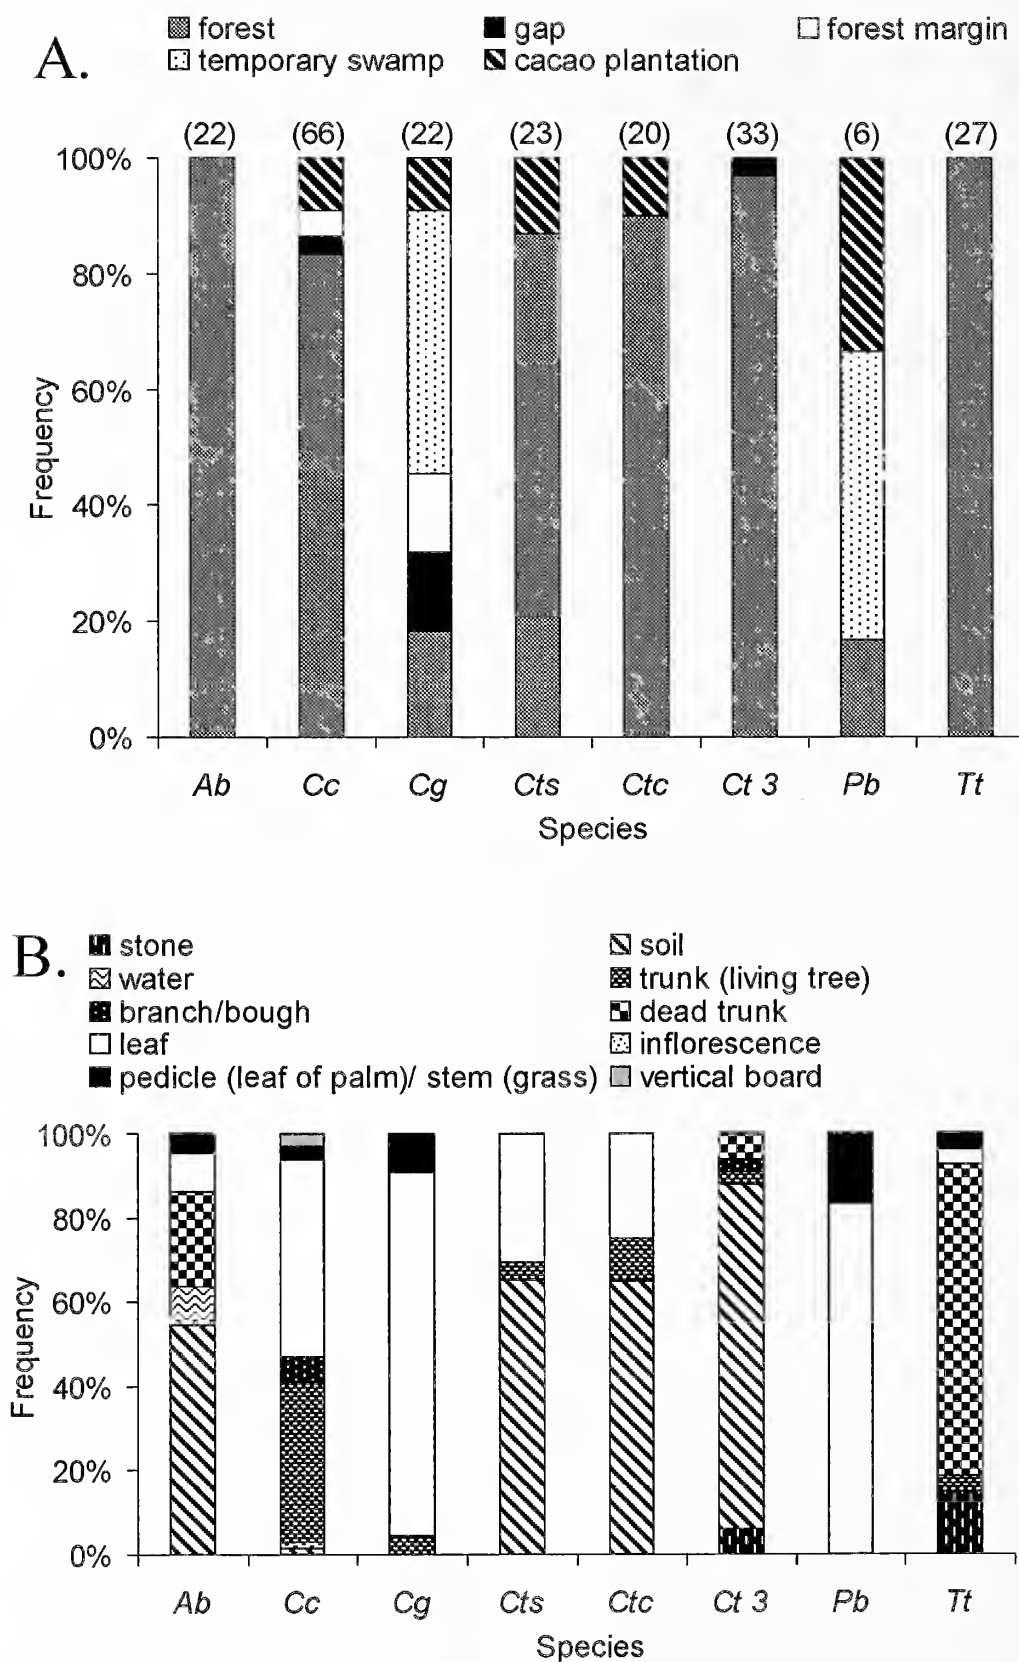 A.
forest gap forest margin
temporary swamp cacao plantation
(22) (66) (22) (23) (20) (33) (6) (27)
100%
80%
60%
40%
20%
0%
Frequency
Ab Cc Cg Cts Ctc Ct 3 Pb Tt
Species
B.
stone soil
water trunk (living tree)
branch/bough dead trunk
leaf inflorescence
pedicle (leaf of palm)/ stem (grass) vertical board
100%
80%
60%
40%
20%
0%
Frequency
Ab Cc Cg Cts Ctc Ct 3 Pb Tt
Species